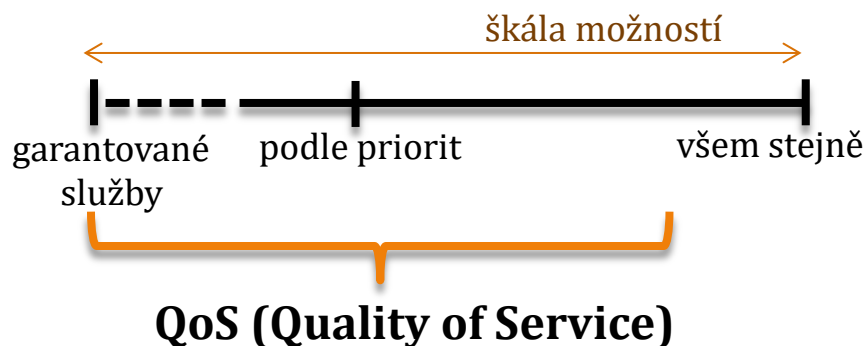 škála možností
garantované
služby
podle priorit
všem stejně
QoS (Quality of Service)